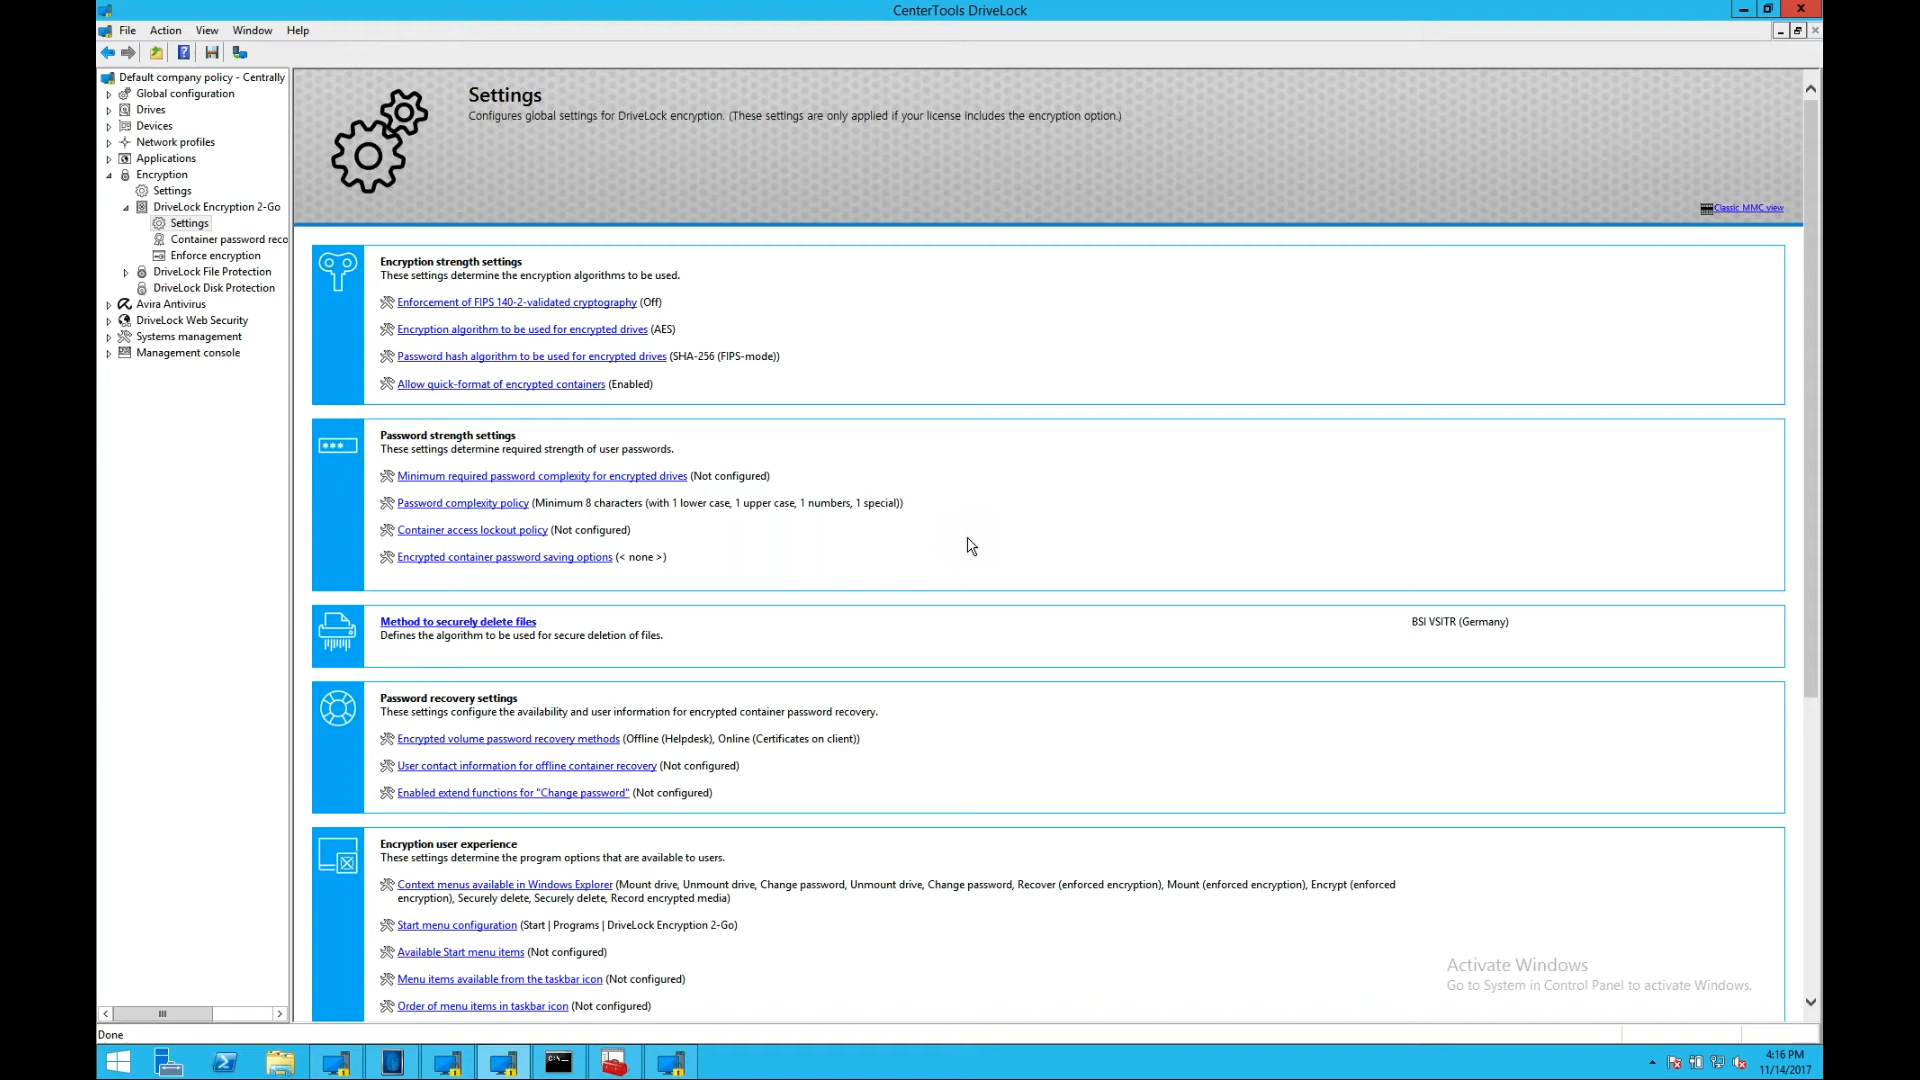 CenterTools DriveLock
File Action View Window Help
Default company policy - Centrally
Global configuration
Drives
Devices
Network profiles
Applications
Encryption
Settings
DriveLock Encryption 2-Go
Settings
Container password reco
Enforce encryption
DriveLock File Protection
DriveLock Disk Protection
Avira Antivirus
DriveLock Web Security
Systems management
Management console
Settings
Configures global settings for DriveLock encryption. (These settings are only applied if your license includes the encryption option.)
Classic MMC view
Encryption strength settings
These settings determine the encryption algorithms to be used.
Enforcement of FIPS 140-2-validated cryptography (Off)
Encryption algorithm to be used for encrypted drives (AES)
Password hash algorithm to be used for encrypted drives (SHA-256 (FIPS-mode))
Allow quick-format of encrypted containers (Enabled)
Password strength settings
These settings determine required strength of user passwords.
Minimum required password complexity for encrypted drives (Not configured)
Password complexity policy (Minimum 8 characters (with 1 lower case, 1 upper case, 1 numbers, 1 special))
Container access lockout policy (Not configured)
Encrypted container password saving options (< none >)
Method to securely delete files BSI VSITR (Germany)
Defines the algorithm to be used for secure deletion of files.
Password recovery settings
These settings configure the availability and user information for encrypted container password recovery.
Encrypted volume password recovery methods (Offline (Helpdesk), Online (Certificates on client))
User contact information for offline container recovery (Not configured)
Enabled extend functions for "Change password" (Not configured)
Encryption user experience
These settings determine the program options that are available to users.
Context menus available in Windows Explorer (Mount drive, Unmount drive, Change password, Unmount drive, Change password, Recover (enforced encryption), Mount (enforced encryption), Encrypt (enforced
encryption), Securely delete, Securely delete, Record encrypted media)
Start menu configuration (Start | Programs | DriveLock Encryption 2-Go)
Available Start menu items (Not configured)
Menu items available from the taskbar icon (Not configured)
Order of menu items in taskbar icon (Not configured)
Activate Windows
Go to System in Control Panel to activate Windows.
Done
4:16 PM
11/14/2017